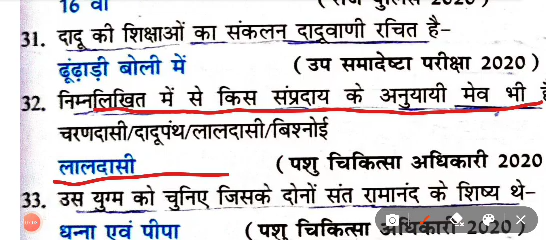 16 वीं
31. दादू की शिक्षाओं का संकलन दादूवाणी रचित है-
ढूंढ़ाड़ी बोली में ( उप समादेष्टा परीक्षा 2020 )
32. निम्नलिखित में से किस संप्रदाय के अनुयायी मेव भी
चरणदासी/दादूपंथ/लालदासी/बिश्नोई
लालदासी ( पशु चिकित्सा अधिकारी 2020
33. उस युग्म को चुनिए जिसके दोनों संत रामानंद के शिष्य थे-
धन्ना एवं पीपा (पशु चिकित्सा अधिकारी 2020 )